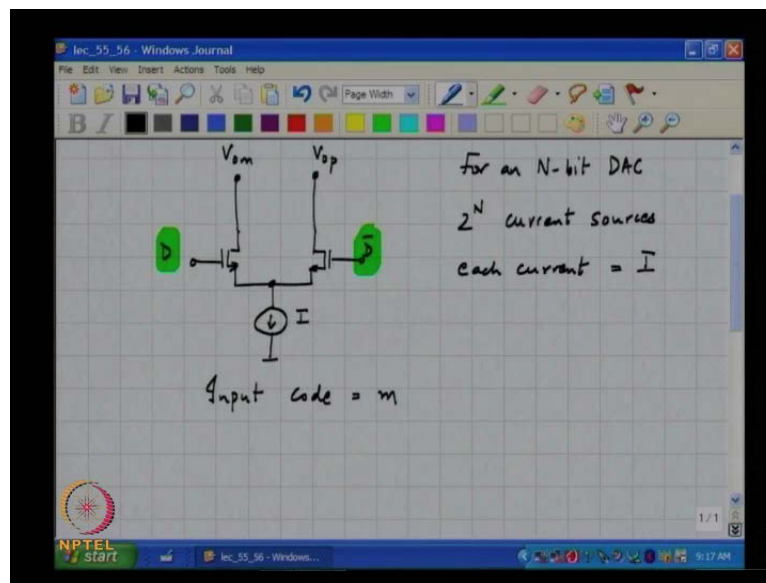 lec_55_56 - Windows Journal
File Edit View Insert Actions Tools Help
Page Width
B I
Vom Vop
D D̄
I
Input code = m
For an N-bit DAC
2^N current sources
each current = I
1/1
NPTEL
start lec_55_56 - Windows... 9:17 AM